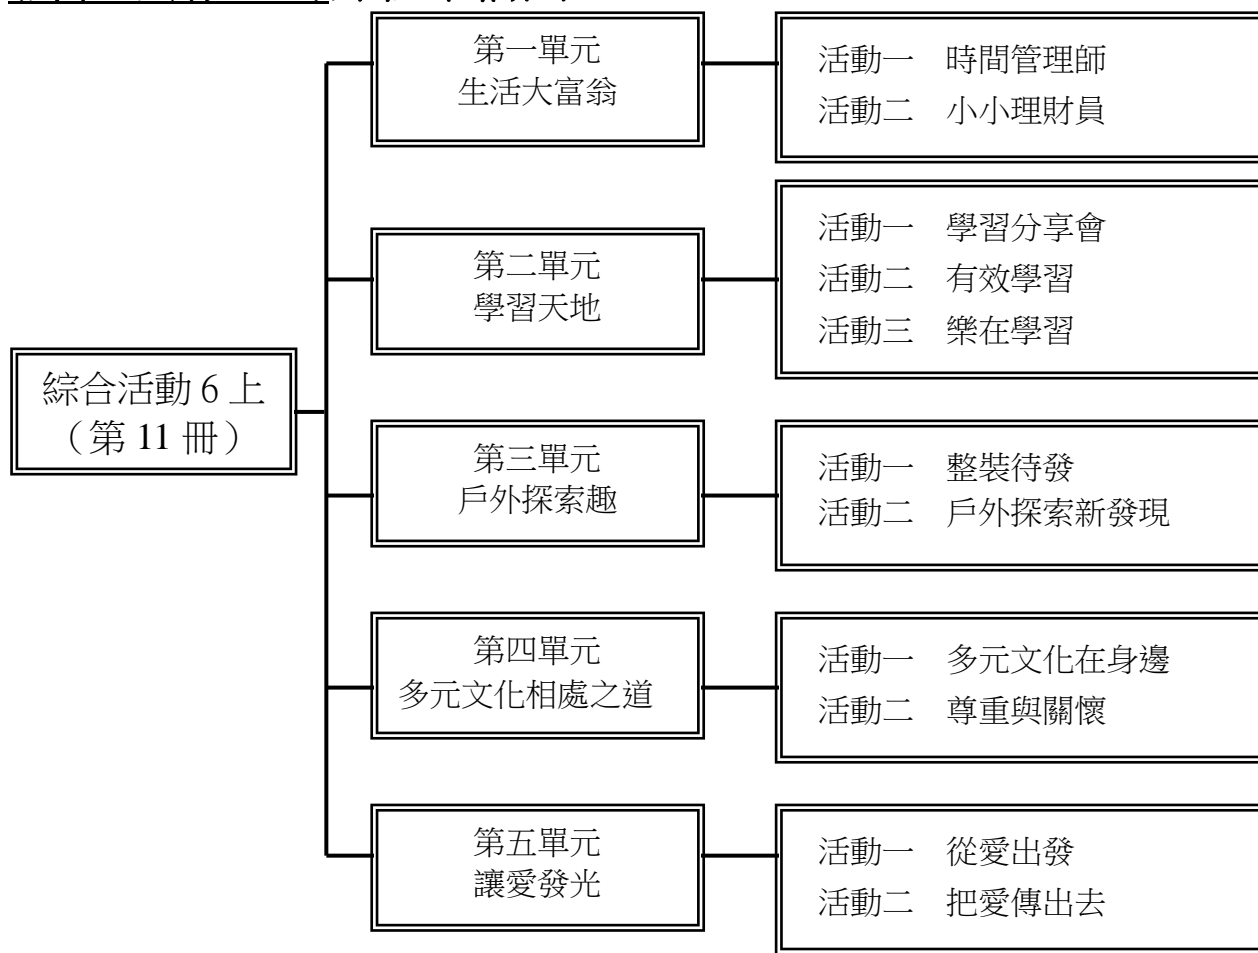 綜合活動 6 上
（第 11 冊）
第一單元
生活大富翁
活動一 時間管理師
活動二 小小理財員
第二單元
學習天地
活動一 學習分享會
活動二 有效學習
活動三 樂在學習
第三單元
戶外探索趣
活動一 整裝待發
活動二 戶外探索新發現
第四單元
多元文化相處之道
活動一 多元文化在身邊
活動二 尊重與關懷
第五單元
讓愛發光
活動一 從愛出發
活動二 把愛傳出去